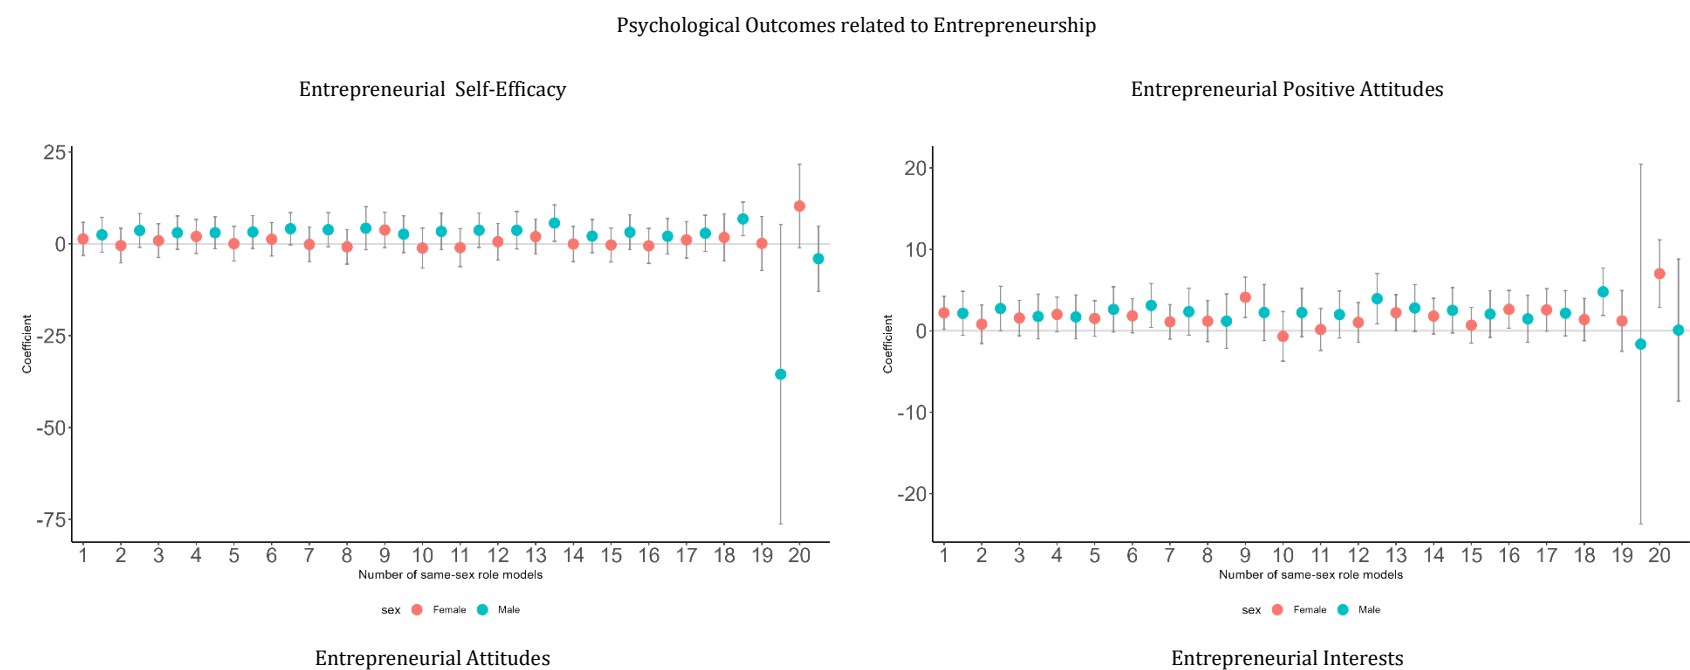 Psychological Outcomes related to Entrepreneurship
Entrepreneurial Self-Efficacy
Entrepreneurial Positive Attitudes
25
0
-25
-50
-75
Coefficient
1 2 3 4 5 6 7 8 9 10 11 12 13 14 15 16 17 18 19 20
Number of same-sex role models
sex Female Male
20
10
0
-10
-20
Coefficient
1 2 3 4 5 6 7 8 9 10 11 12 13 14 15 16 17 18 19 20
Number of same-sex role models
sex Female Male
Entrepreneurial Attitudes
Entrepreneurial Interests